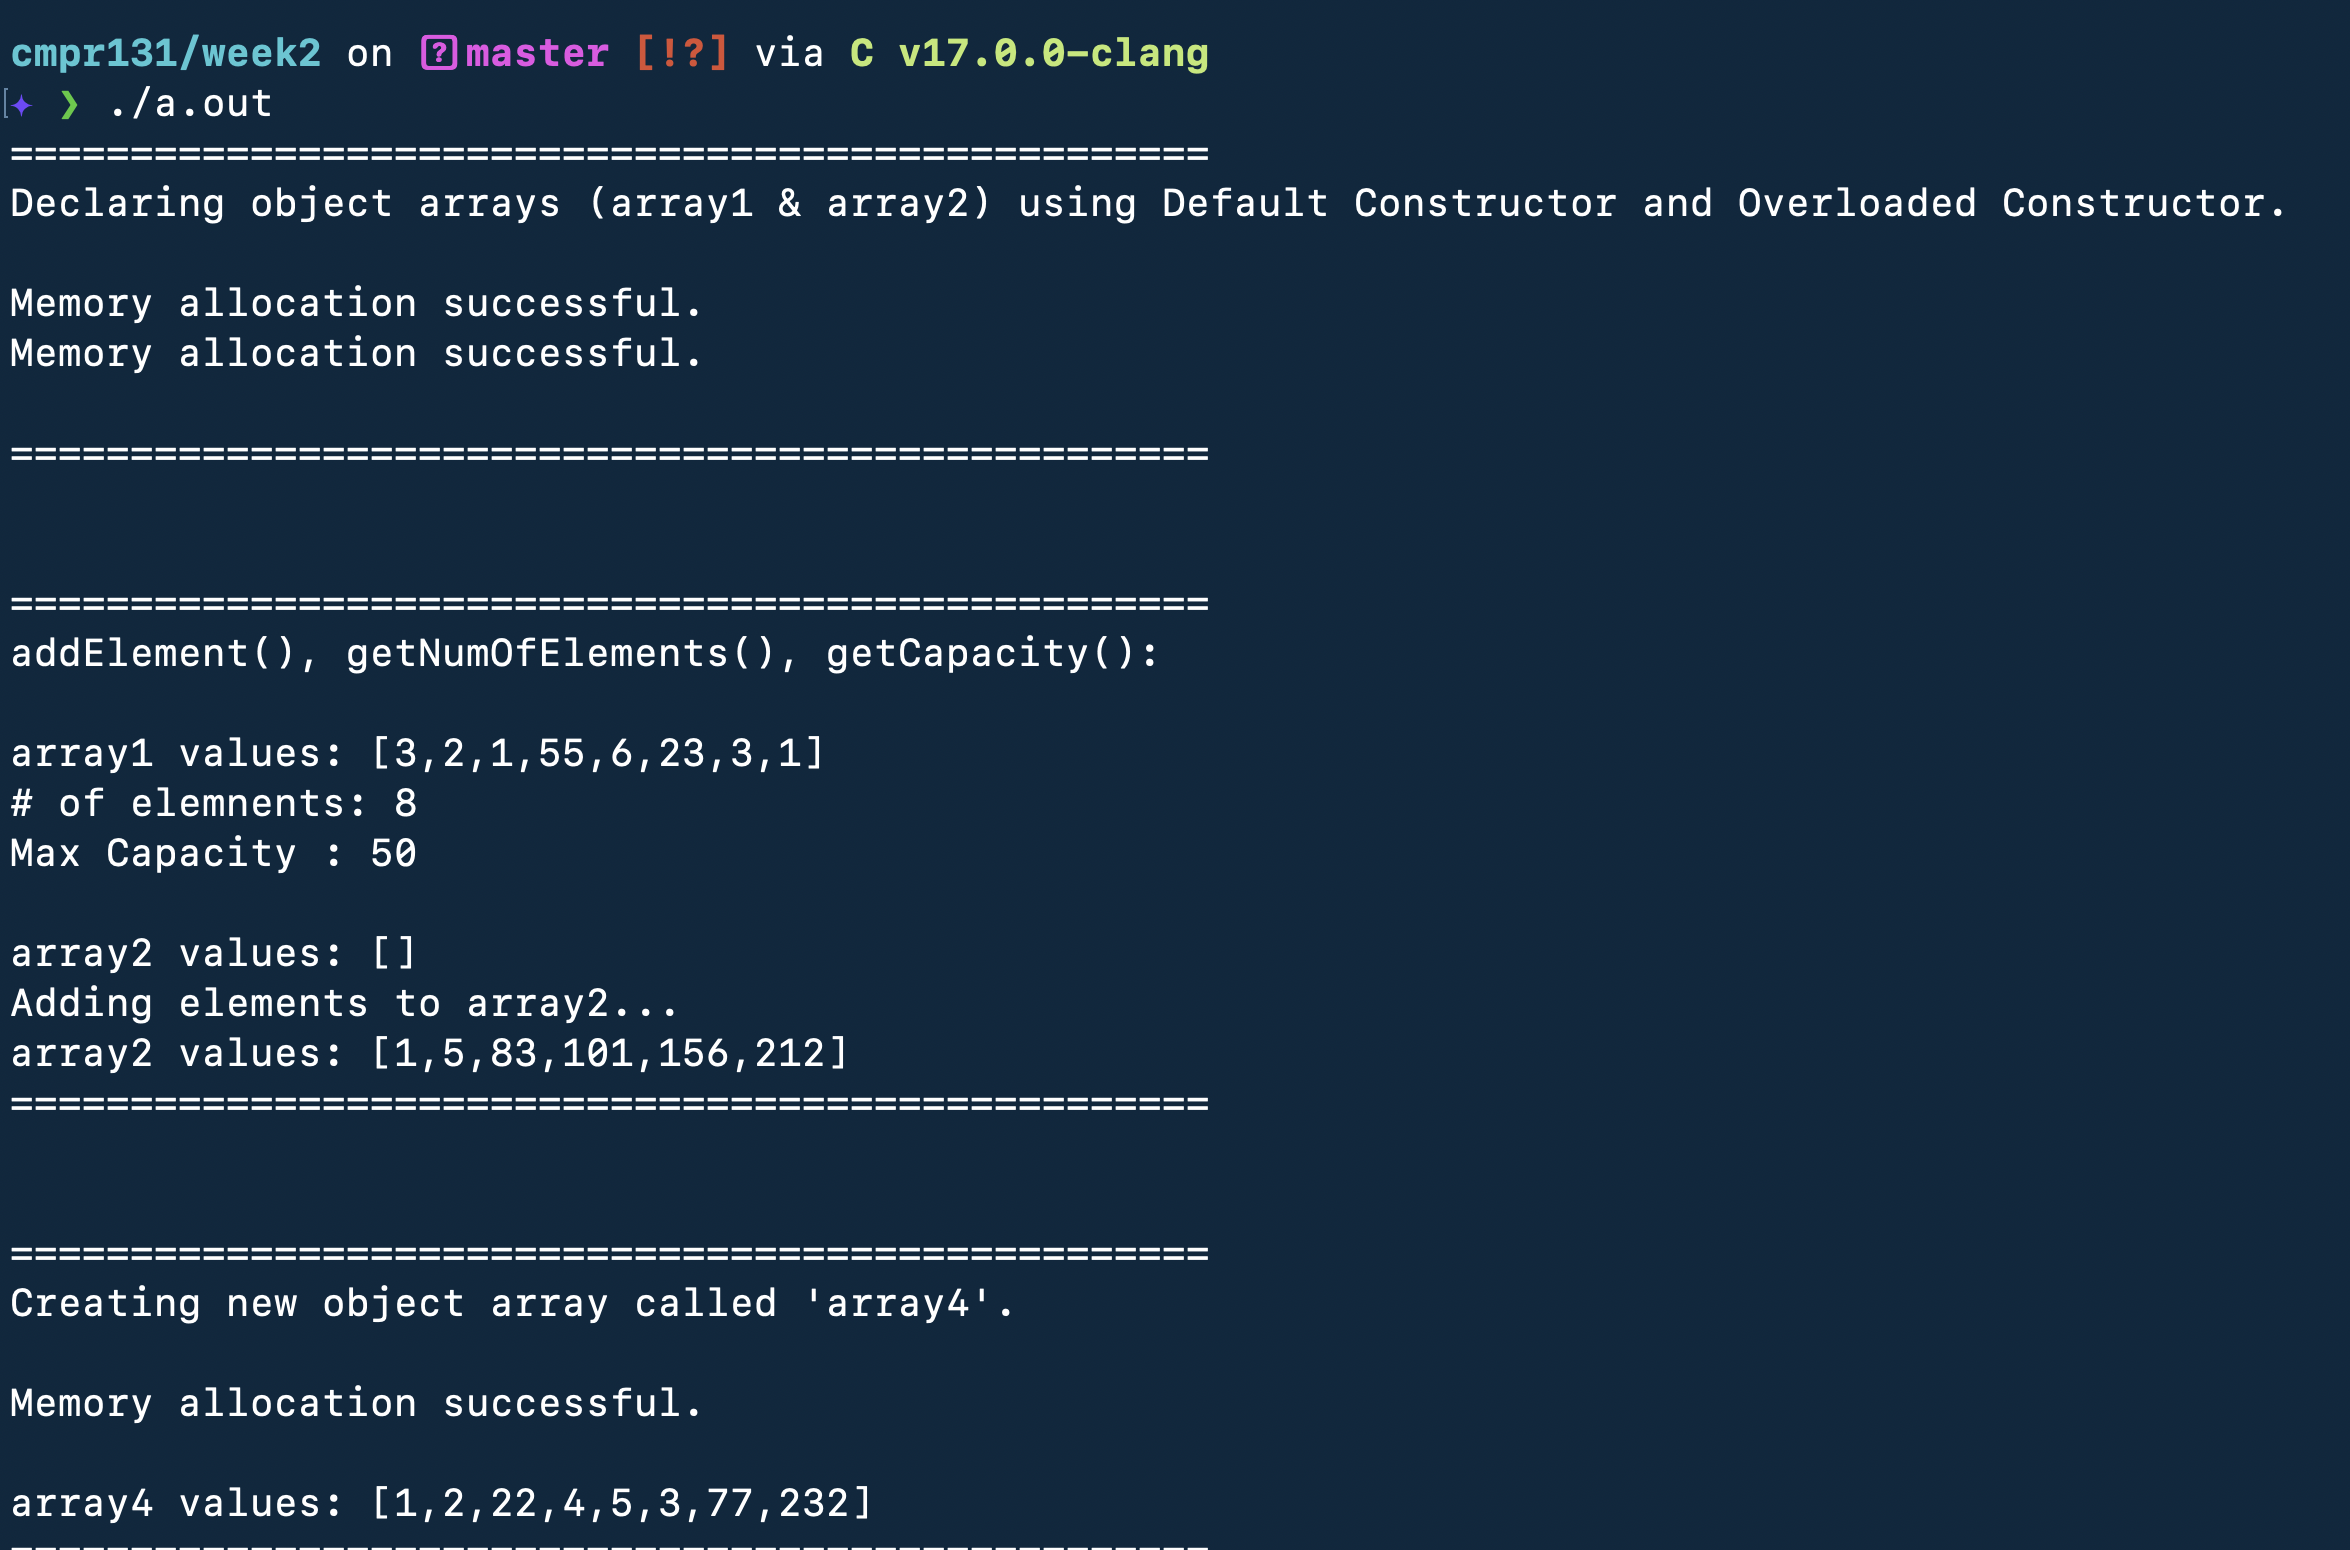 cmpr131/week2 on ⍰ master [!?] via C v17.0.0-clang
[✦ ❯ ./a.out
==================================================
Declaring object arrays (array1 & array2) using Default Constructor and Overloaded Constructor.
Memory allocation successful.
Memory allocation successful.
==================================================
==================================================
addElement(), getNumOfElements(), getCapacity():
array1 values: [3,2,1,55,6,23,3,1]
# of elemnents: 8
Max Capacity : 50
array2 values: []
Adding elements to array2...
array2 values: [1,5,83,101,156,212]
==================================================
==================================================
Creating new object array called 'array4'.
Memory allocation successful.
array4 values: [1,2,22,4,5,3,77,232]
==================================================